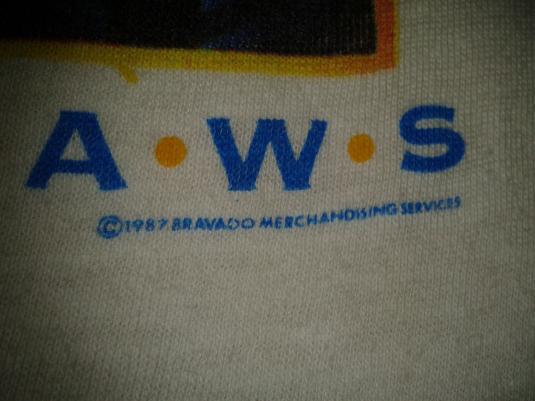 A•W•S
©1987 BRAVADO MERCHANDISING SERVICES